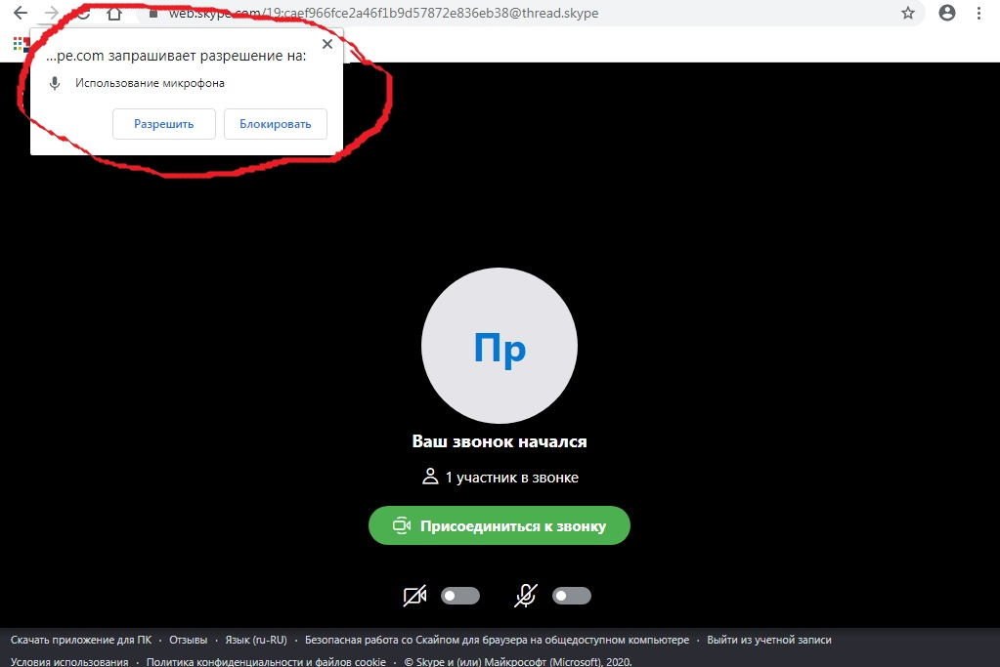 web.skype.com/19:caef966fce2a46f1b9d57872e836eb38@thread.skype
...pe.com запрашивает разрешение на:
Использование микрофона
Разрешить Блокировать
Пр
Ваш звонок начался
1 участник в звонке
Присоединиться к звонку
Скачать приложение для ПК · Отзывы · Язык (ru-RU) · Безопасная работа со Скайпом для браузера на общедоступном компьютере · Выйти из учетной записи
Условия использования · Политика конфиденциальности и файлов cookie · © Skype и (или) Майкрософт (Microsoft), 2020.